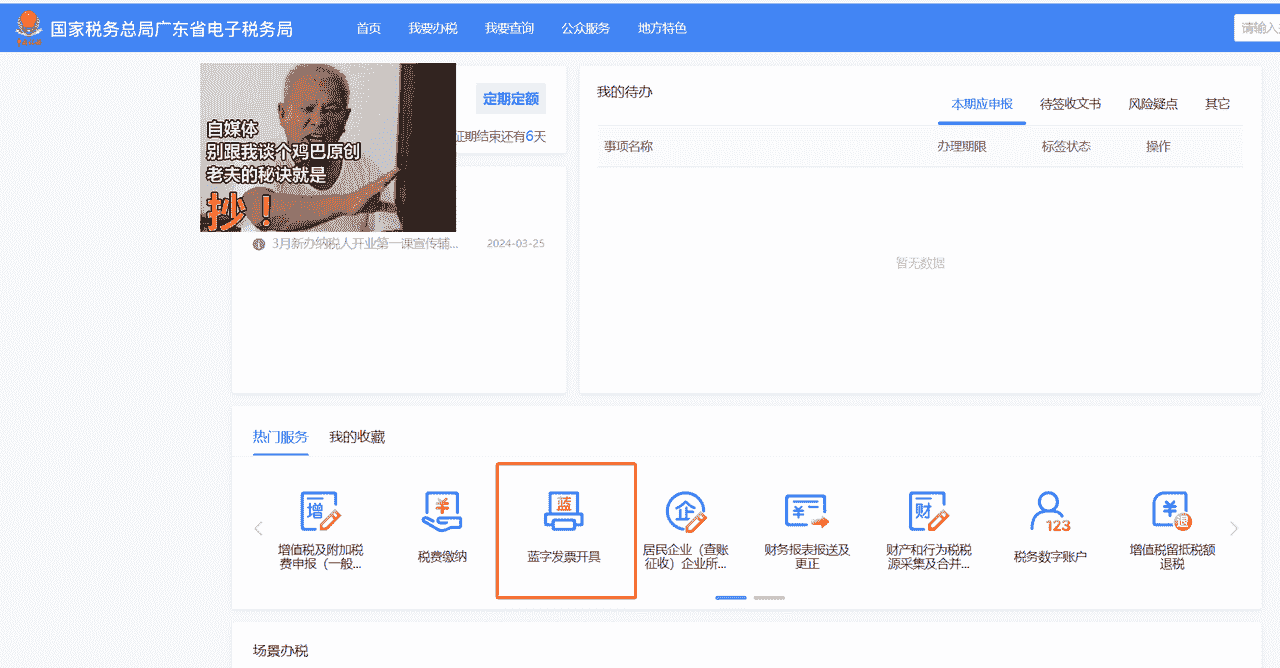 国家税务总局广东省电子税务局
首页 我要办税 我要查询 公众服务 地方特色
请输入
定期定额
征期结束还有6天
自媒体
别跟我谈个鸡巴原创
老夫的秘诀就是
抄！
3月新办纳税人开业第一课宣传辅... 2024-03-25
我的待办
本期应申报 待签收文书 风险疑点 其它
事项名称 办理期限 标签状态 操作
暂无数据
热门服务 我的收藏
增
增值税及附加税
费申报（一般...
税费缴纳
蓝
蓝字发票开具
企
居民企业（查账
征收）企业所...
财务报表报送及
更正
财
财产和行为税税
源采集及合并...
123
税务数字账户
退
增值税留抵税额
退税
场景办税